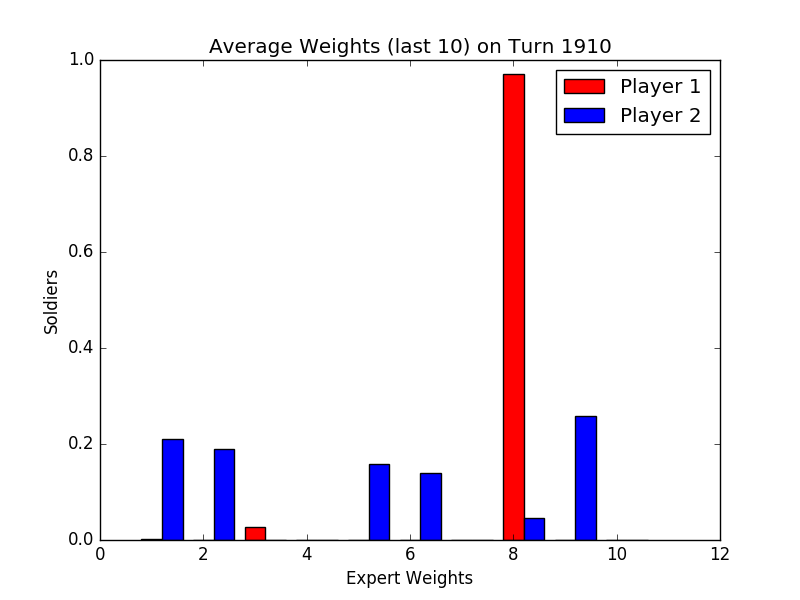 Average Weights (last 10) on Turn 1910
1.0
Player 1
Player 2
0.8
0.6
Soldiers
0.4
0.2
0.0
0 2 4 6 8 10 12
Expert Weights